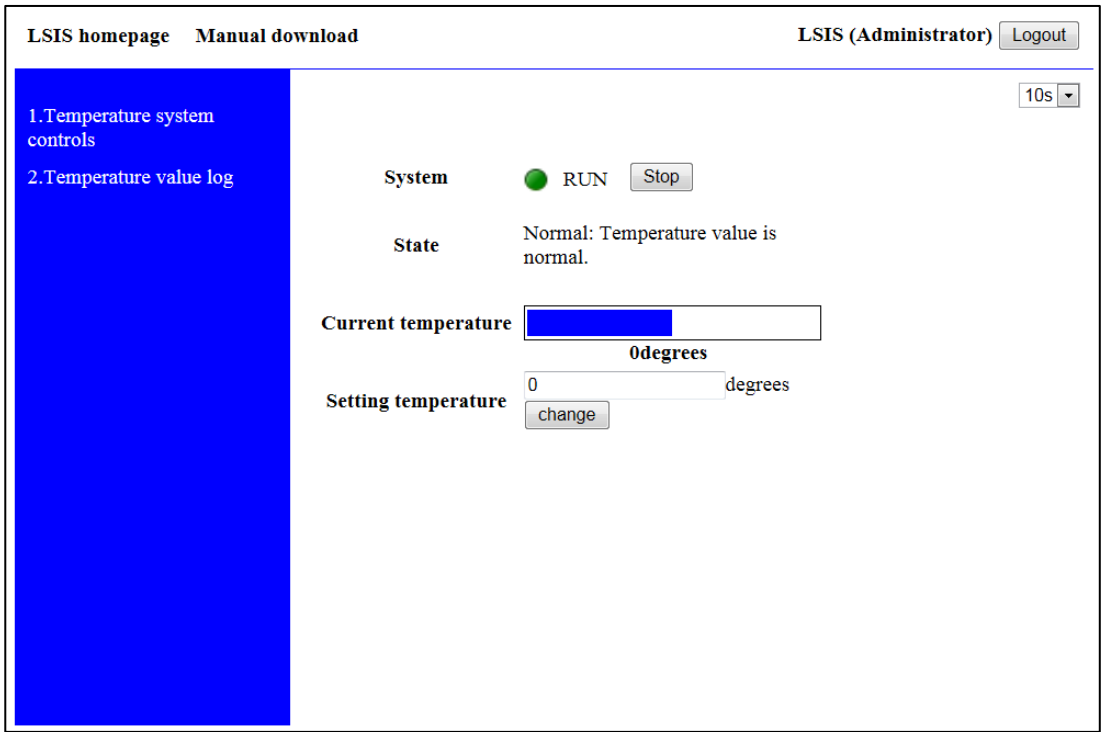 LSIS homepage Manual download LSIS (Administrator) Logout
10s
1.Temperature system
controls
2.Temperature value log
System RUN Stop
State Normal: Temperature value is
normal.
Current temperature
0degrees
Setting temperature 0 degrees
change